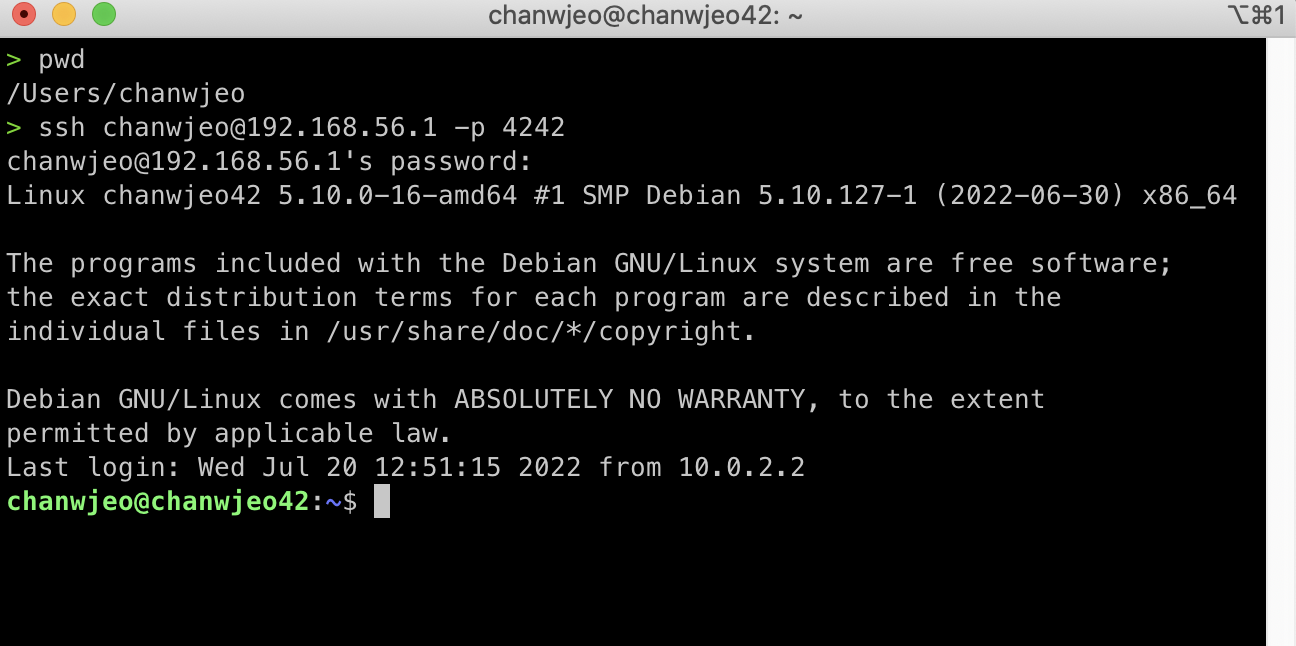 chanwjeo@chanwjeo42: ~
⌥⌘1
> pwd
/Users/chanwjeo
> ssh chanwjeo@192.168.56.1 -p 4242
chanwjeo@192.168.56.1's password:
Linux chanwjeo42 5.10.0-16-amd64 #1 SMP Debian 5.10.127-1 (2022-06-30) x86_64
The programs included with the Debian GNU/Linux system are free software;
the exact distribution terms for each program are described in the
individual files in /usr/share/doc/*/copyright.
Debian GNU/Linux comes with ABSOLUTELY NO WARRANTY, to the extent
permitted by applicable law.
Last login: Wed Jul 20 12:51:15 2022 from 10.0.2.2
chanwjeo@chanwjeo42:~$